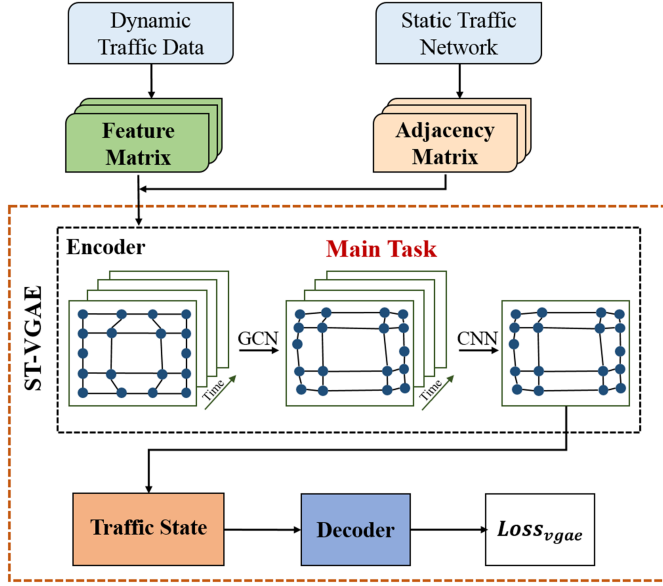 Dynamic
Traffic Data
Static Traffic
Network
Feature
Matrix
Adjacency
Matrix
ST-VGAE
Encoder
Main Task
GCN
CNN
Time
Time
Traffic State
Decoder
Loss_vgae